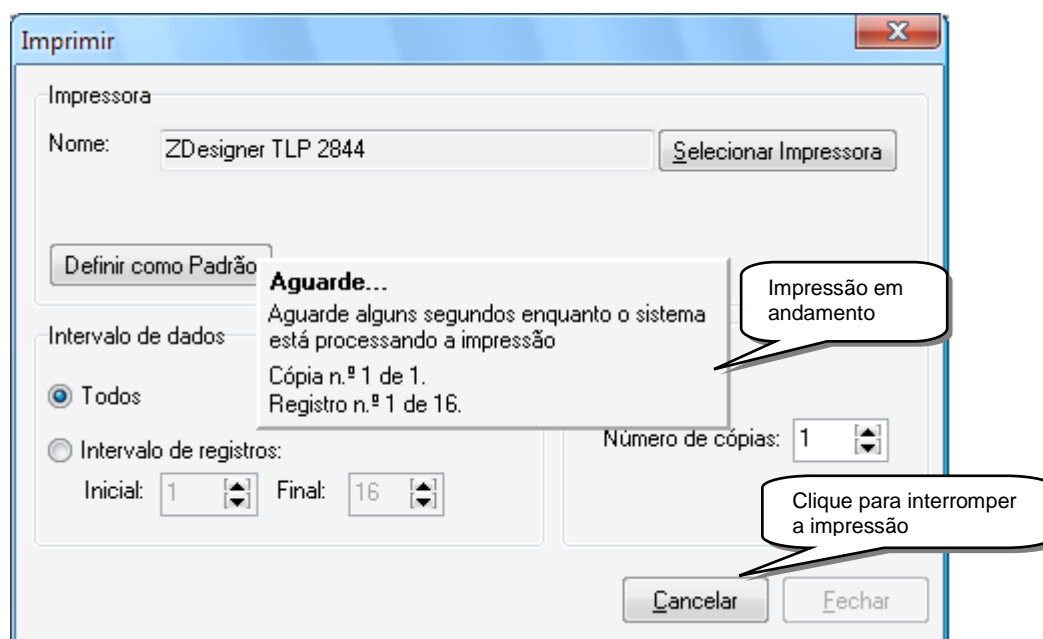 Imprimir
Impressora
Nome:
ZDesigner TLP 2844
Selecionar Impressora
Definir como Padrão
Aguarde...
Aguarde alguns segundos enquanto o sistema
está processando a impressão
Cópia n.º 1 de 1.
Registro n.º 1 de 16.
Impressão em
andamento
Intervalo de dados
Todos
Intervalo de registros:
Inicial: 1 Final: 16
Número de cópias: 1
Clique para interromper
a impressão
Cancelar
Fechar